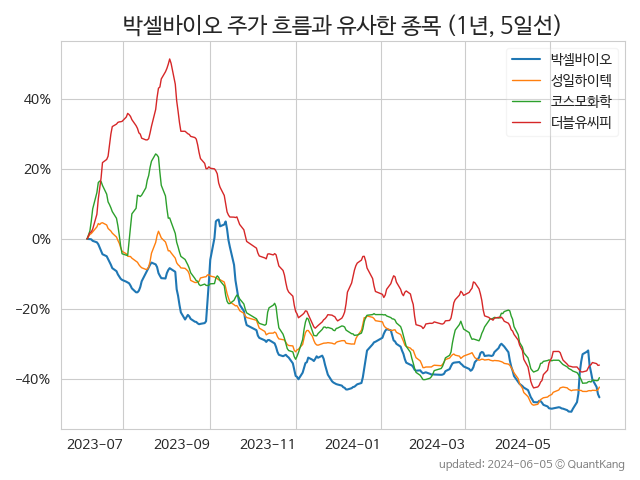 박셀바이오 주가 흐름과 유사한 종목 (1년, 5일선)
박셀바이오
성일하이텍
코스모화학
더블유씨피
40%
20%
0%
−20%
−40%
2023-07 2023-09 2023-11 2024-01 2024-03 2024-05
updated: 2024-06-05 © QuantKang